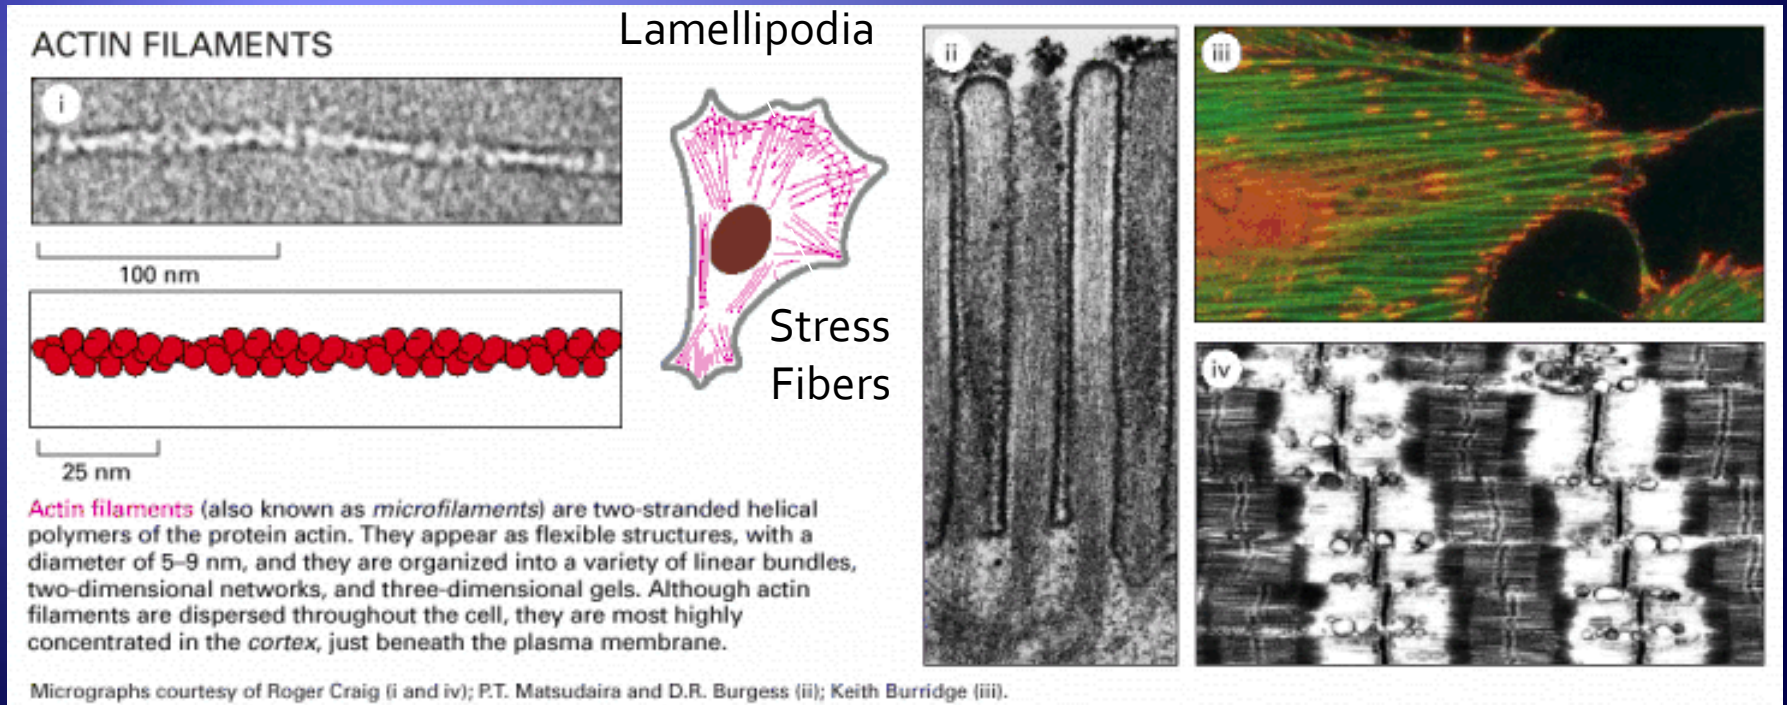 ACTIN FILAMENTS
i
100 nm
25 nm
Lamellipodia
Stress
Fibers
ii
iii
iv
Actin filaments (also known as microfilaments) are two-stranded helical
polymers of the protein actin. They appear as flexible structures, with a
diameter of 5–9 nm, and they are organized into a variety of linear bundles,
two-dimensional networks, and three-dimensional gels. Although actin
filaments are dispersed throughout the cell, they are most highly
concentrated in the cortex, just beneath the plasma membrane.
Micrographs courtesy of Roger Craig (i and iv); P.T. Matsudaira and D.R. Burgess (ii); Keith Burridge (iii).